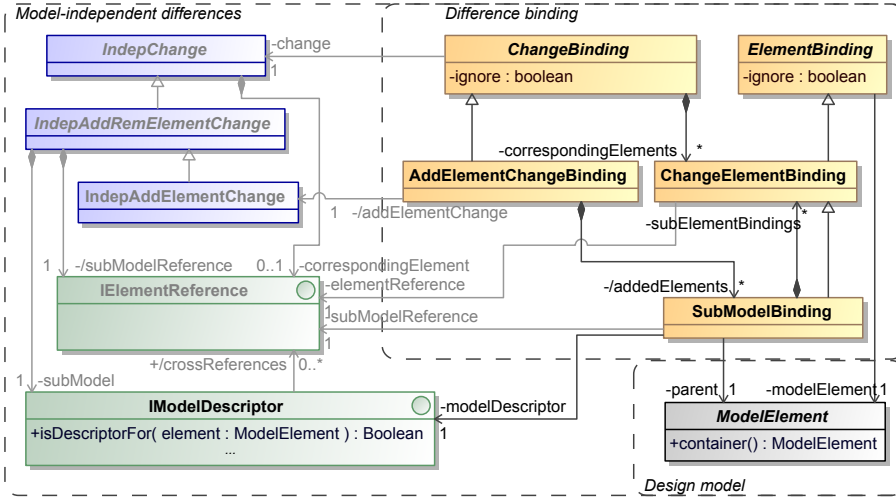 Model-independent differences
Difference binding
IndepChange
-change
1
ChangeBinding
-ignore : boolean
ElementBinding
-ignore : boolean
IndepAddRemElementChange
-correspondingElements
*
IndepAddElementChange
1
-/addElementChange
AddElementChangeBinding
ChangeElementBinding
-subElementBindings
*
1
-/subModelReference
0..1
-correspondingElement
-elementReference
1
IElementReference
-subModelReference
1
-/addedElements
*
SubModelBinding
+/crossReferences
0..*
1
-subModel
IModelDescriptor
+isDescriptorFor( element : ModelElement ) : Boolean
...
-modelDescriptor
1
-parent
1
-modelElement
1
ModelElement
+container() : ModelElement
Design model